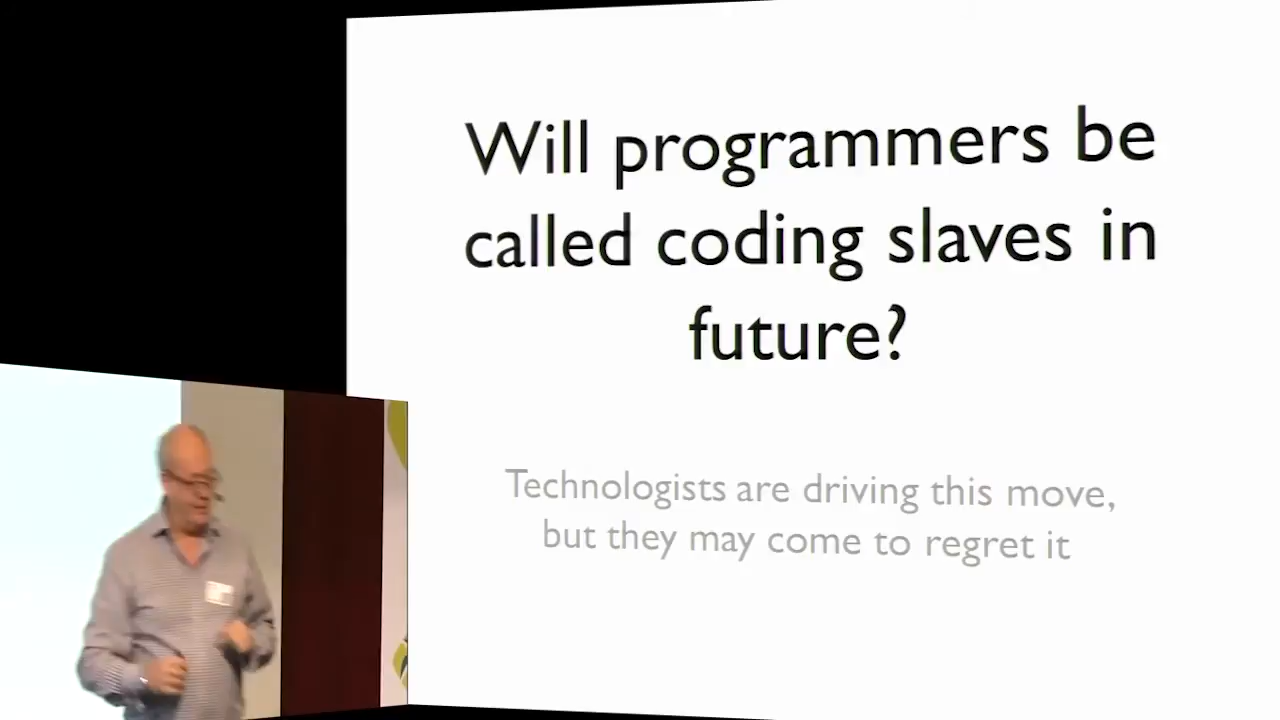 Will programmers be
called coding slaves in
future?
Technologists are driving this move,
but they may come to regret it